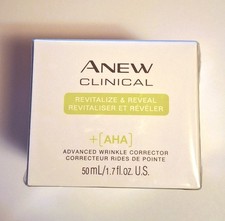 ANEW
CLINICAL
REVITALIZE & REVEAL
REVITALISER ET RÉVÉLER
+[AHA]
ADVANCED WRINKLE CORRECTOR
CORRECTEUR RIDES DE POINTE
50 mL/1.7 fl. oz. U.S.